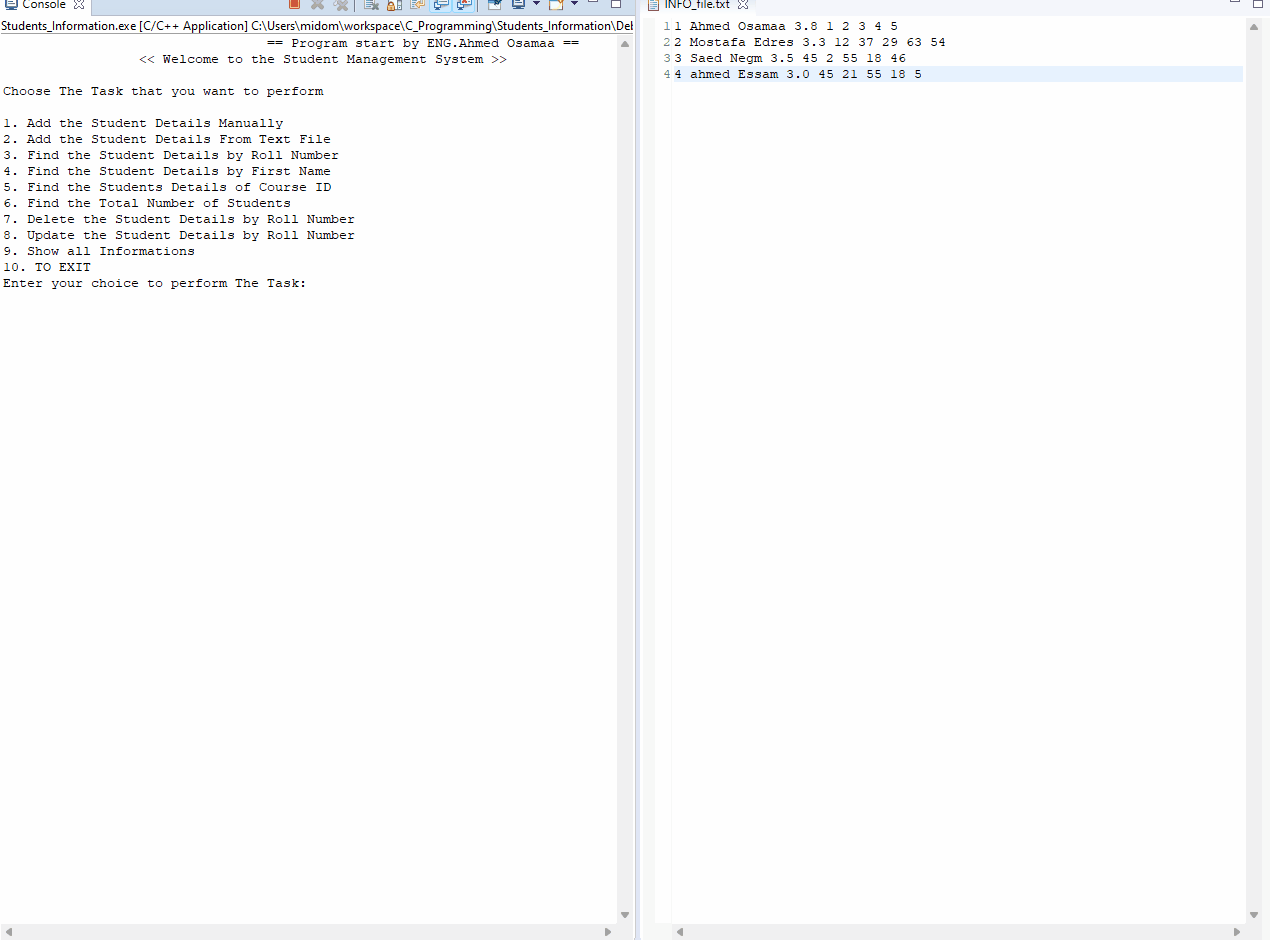 Console
Students_Information.exe [C/C++ Application] C:\Users\midom\workspace\C_Programming\Students_Information\Deb
== Program start by ENG.Ahmed Osamaa ==
<< Welcome to the Student Management System >>
Choose The Task that you want to perform
1. Add the Student Details Manually
2. Add the Student Details From Text File
3. Find the Student Details by Roll Number
4. Find the Student Details by First Name
5. Find the Students Details of Course ID
6. Find the Total Number of Students
7. Delete the Student Details by Roll Number
8. Update the Student Details by Roll Number
9. Show all Informations
10. TO EXIT
Enter your choice to perform The Task:
INFO_file.txt
1 1 Ahmed Osamaa 3.8 1 2 3 4 5
2 2 Mostafa Edres 3.3 12 37 29 63 54
3 3 Saed Negm 3.5 45 2 55 18 46
4 4 ahmed Essam 3.0 45 21 55 18 5